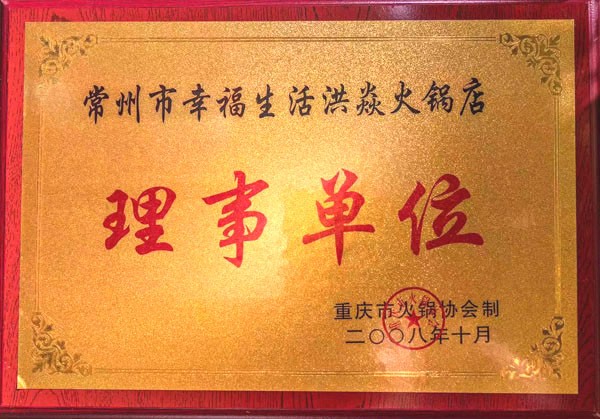 常州市幸福生活洪焱火锅店
理事单位
重庆市火锅协会制
二〇〇八年十月